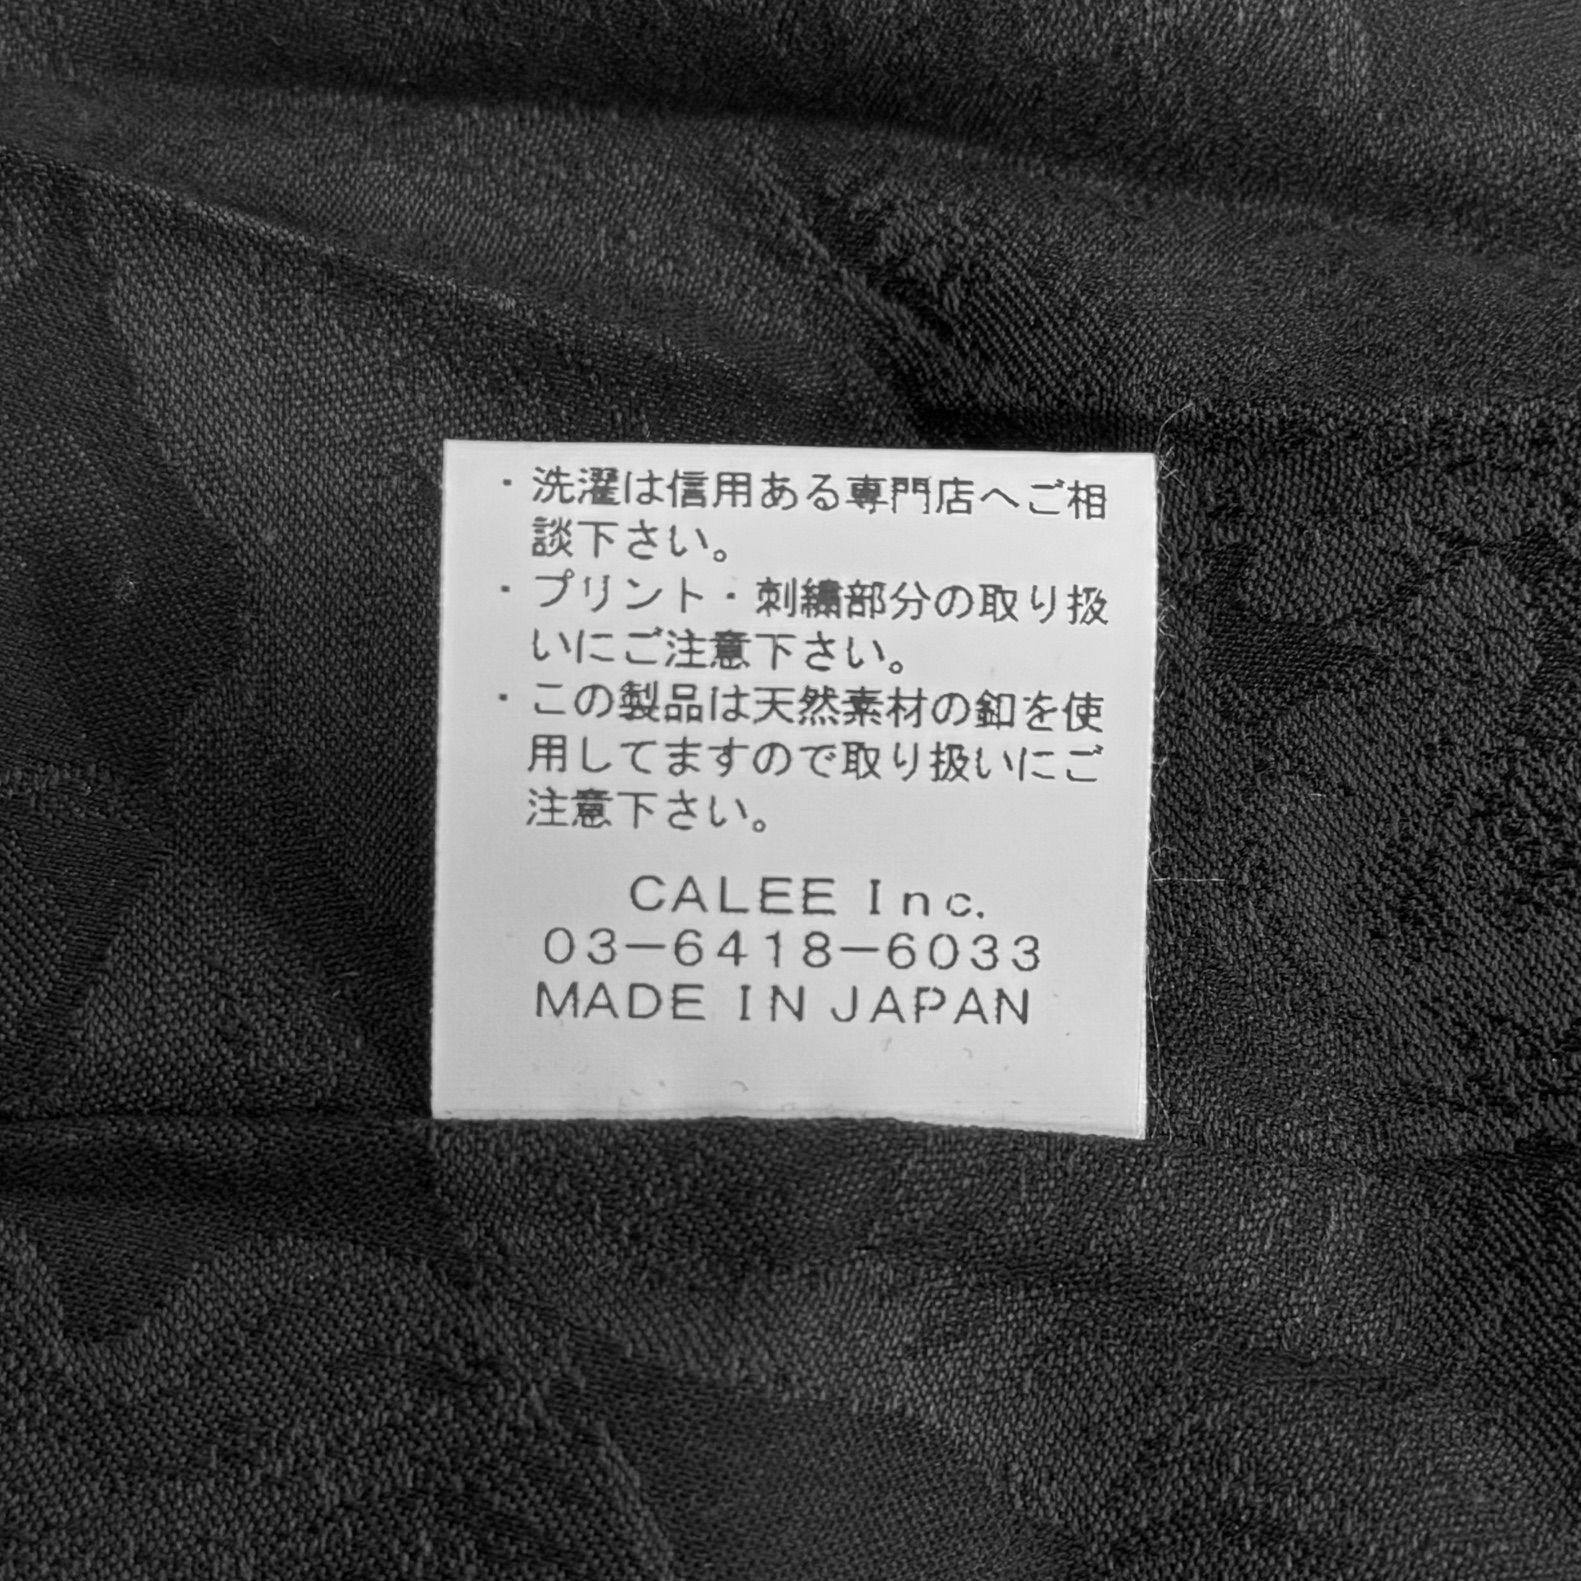 ・洗濯は信用ある専門店へご相
談下さい。
・プリント・刺繍部分の取り扱
いにご注意下さい。
・この製品は天然素材の釦を使
用してますので取り扱いにご
注意下さい。
CALEE Inc.
03-6418-6033
MADE IN JAPAN